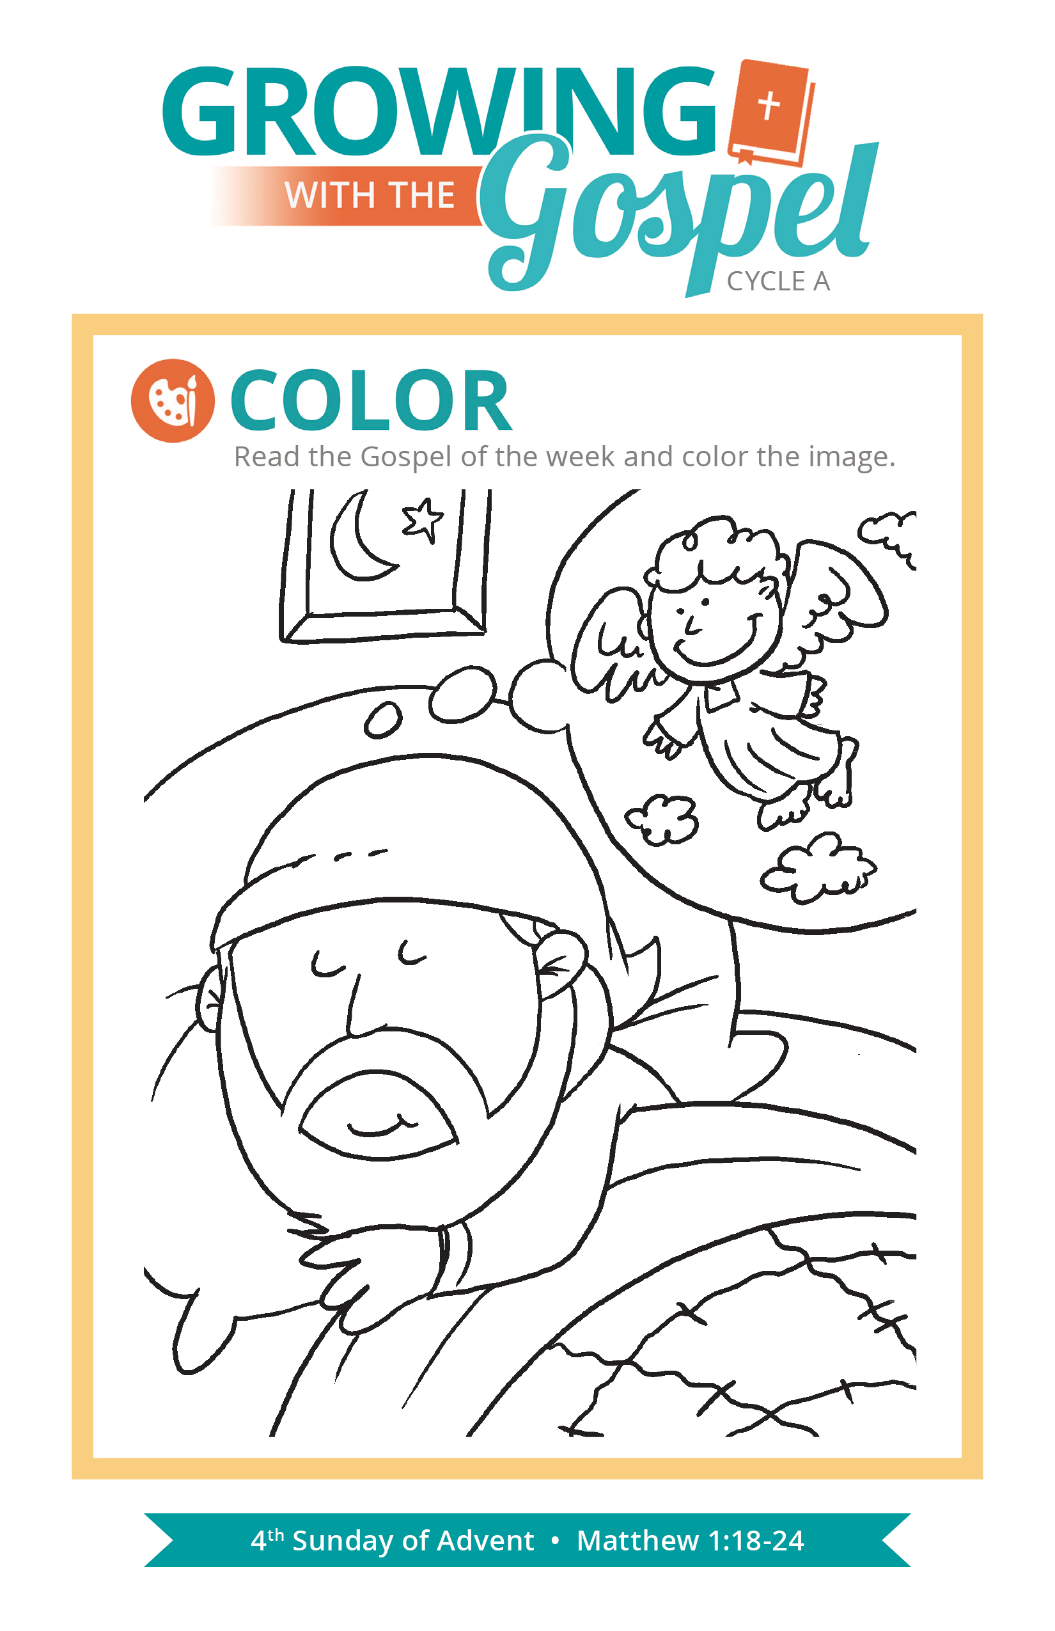 GROWING
WITH THE Gospel
CYCLE A
COLOR
Read the Gospel of the week and color the image.
4th Sunday of Advent • Matthew 1:18-24